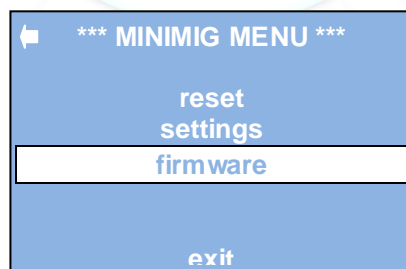 *** MINIMIG MENU ***
reset
settings
firmware
exit